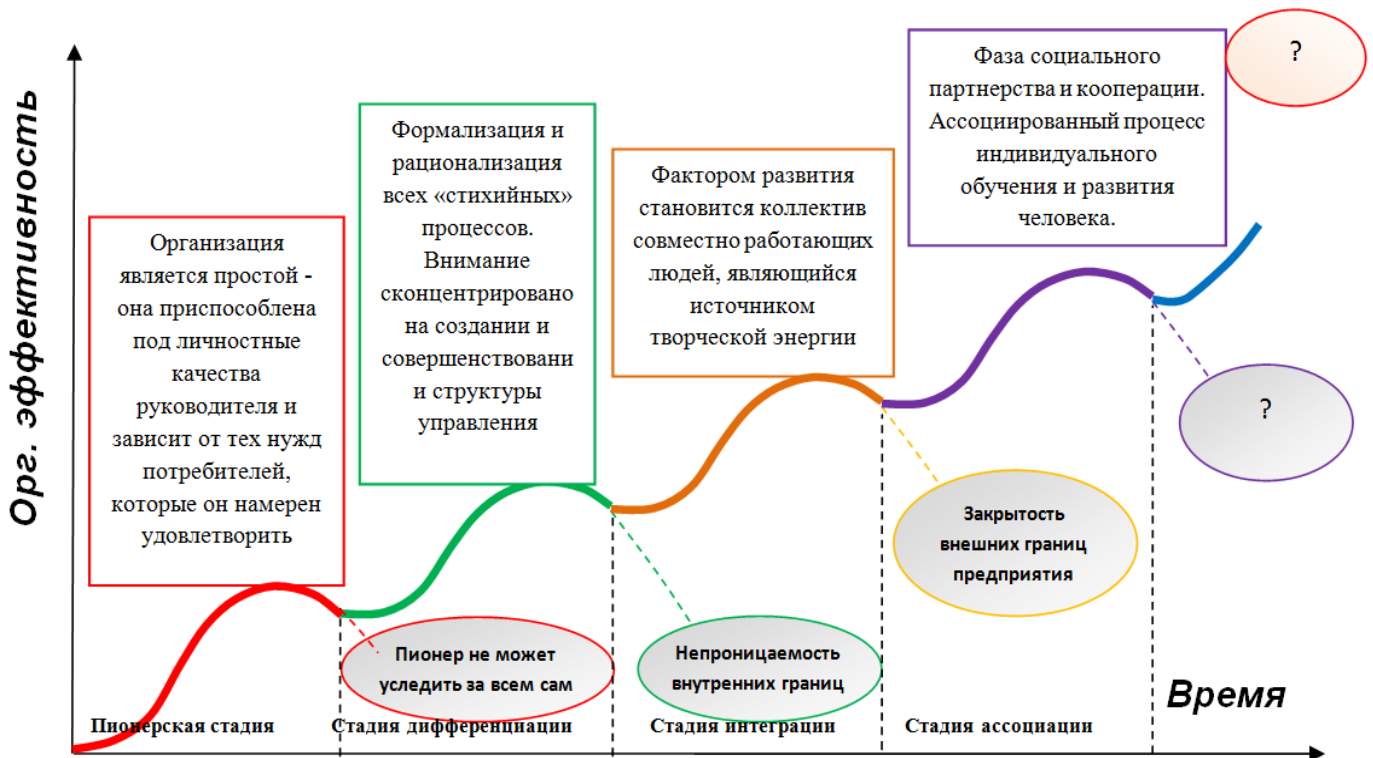 Орг. эффективность
Организация
является простой -
она приспособлена
под личностные
качества
руководителя и
зависит от тех нужд
потребителей,
которые он намерен
удовлетворить
Формализация и
рационализация
всех «стихийных»
процессов.
Внимание
сконцентрировано
на создании и
совершенствовани
и структуры
управления
Фактором развития
становится коллектив
совместно работающих
людей, являющийся
источником
творческой энергии
Фаза социального
партнерства и кооперации.
Ассоциированный процесс
индивидуального
обучения и развития
человека.
?
?
Закрытость
внешних границ
предприятия
Непроницаемость
внутренних границ
Пионер не может
уследить за всем сам
Время
Пионерская стадия
Стадия дифференциации
Стадия интеграции
Стадия ассоциации